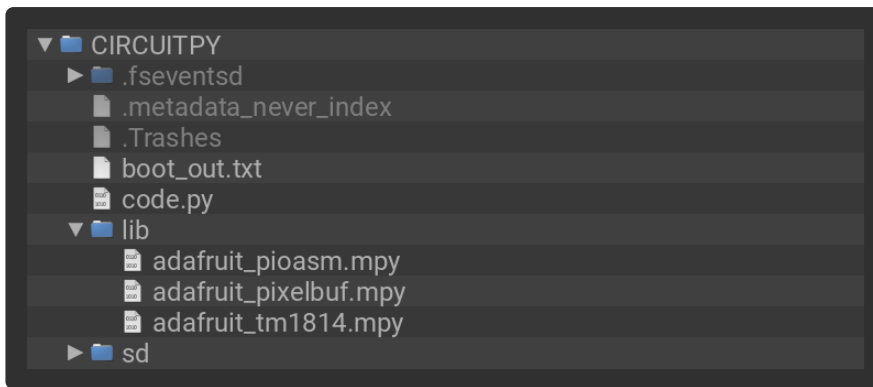 CIRCUITPY
.fseventsd
.metadata_never_index
.Trashes
boot_out.txt
code.py
lib
adafruit_pioasm.mpy
adafruit_pixelbuf.mpy
adafruit_tm1814.mpy
sd